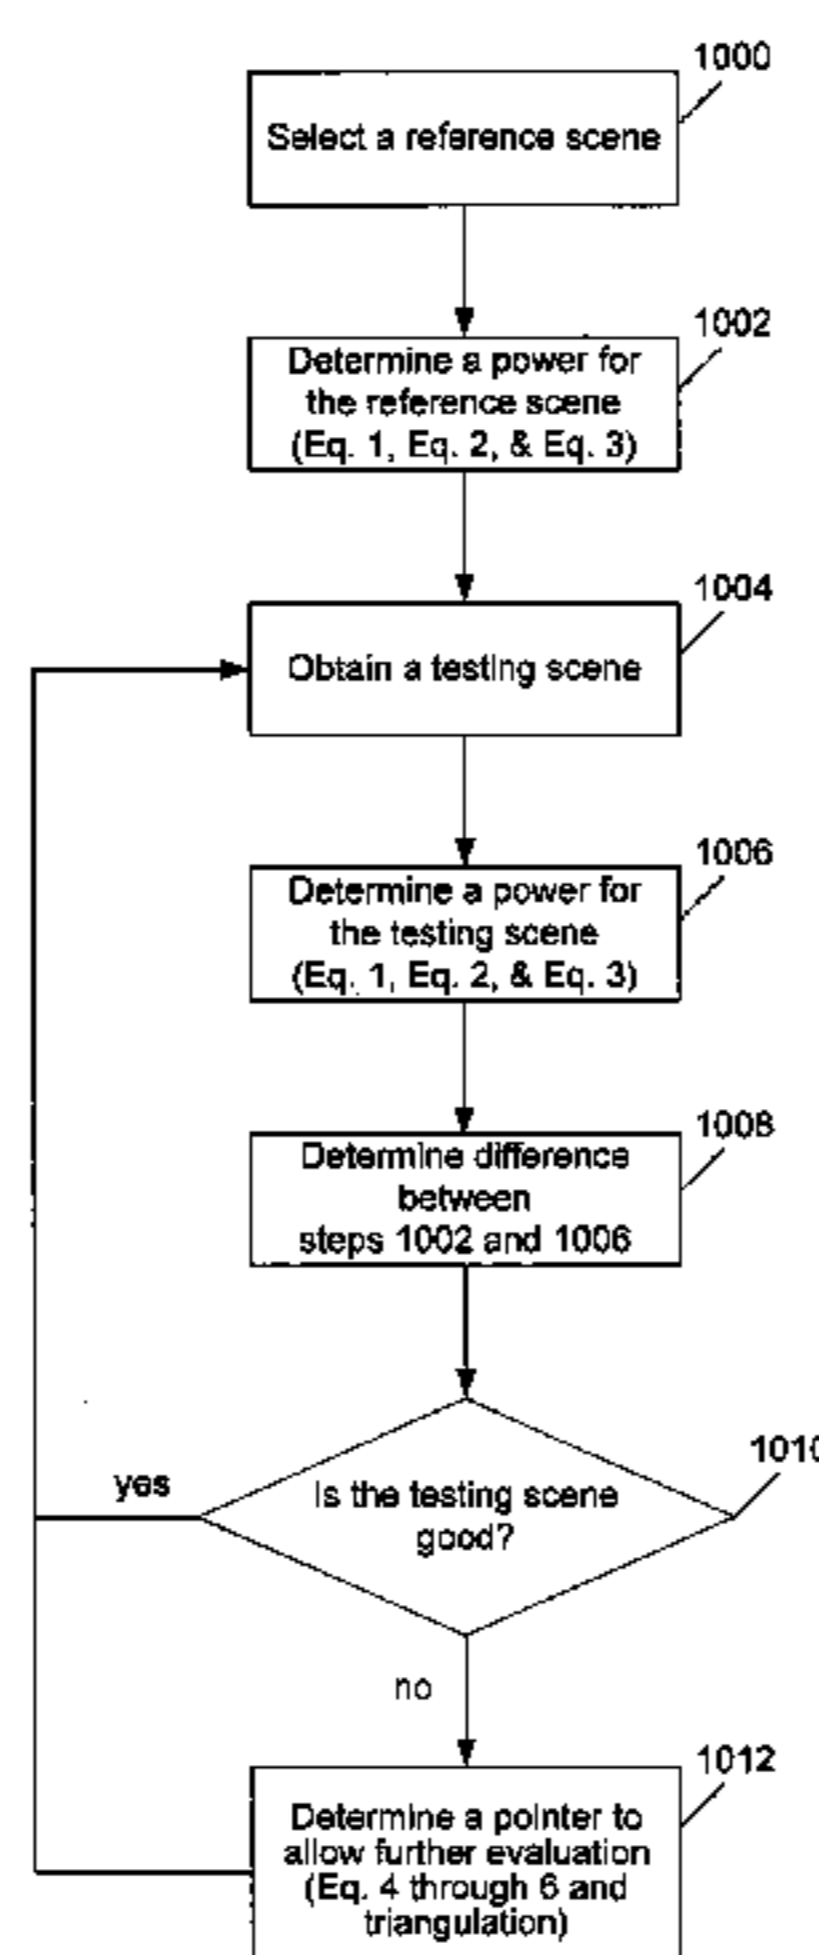 1000
Select a reference scene
1002
Determine a power for
the reference scene
(Eq. 1, Eq. 2, & Eq. 3)
1004
Obtain a testing scene
1006
Determine a power for
the testing scene
(Eq. 1, Eq. 2, & Eq. 3)
1008
Determine difference
between
steps 1002 and 1006
1010
yes
Is the testing scene
good?
no
1012
Determine a pointer to
allow further evaluation
(Eq. 4 through 6 and
triangulation)